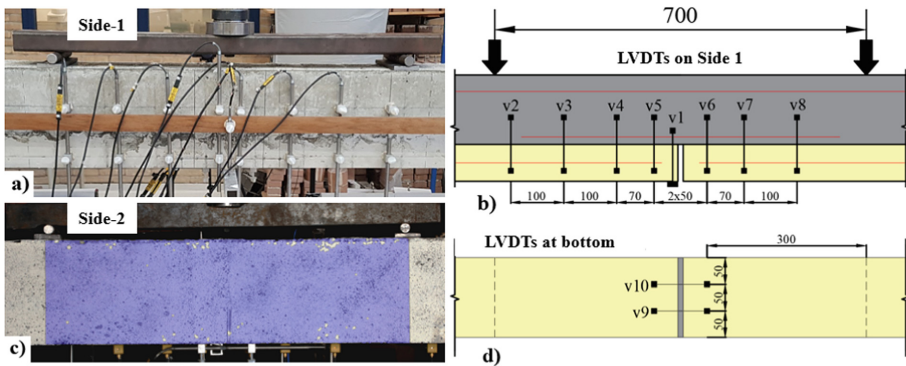 Side-1
a)
700
LVDTs on Side 1
v2
v3
v4
v5
v1
v6
v7
v8
100
100
70
2x50
70
100
b)
Side-2
c)
LVDTs at bottom
300
v10
v9
50
50
50
d)